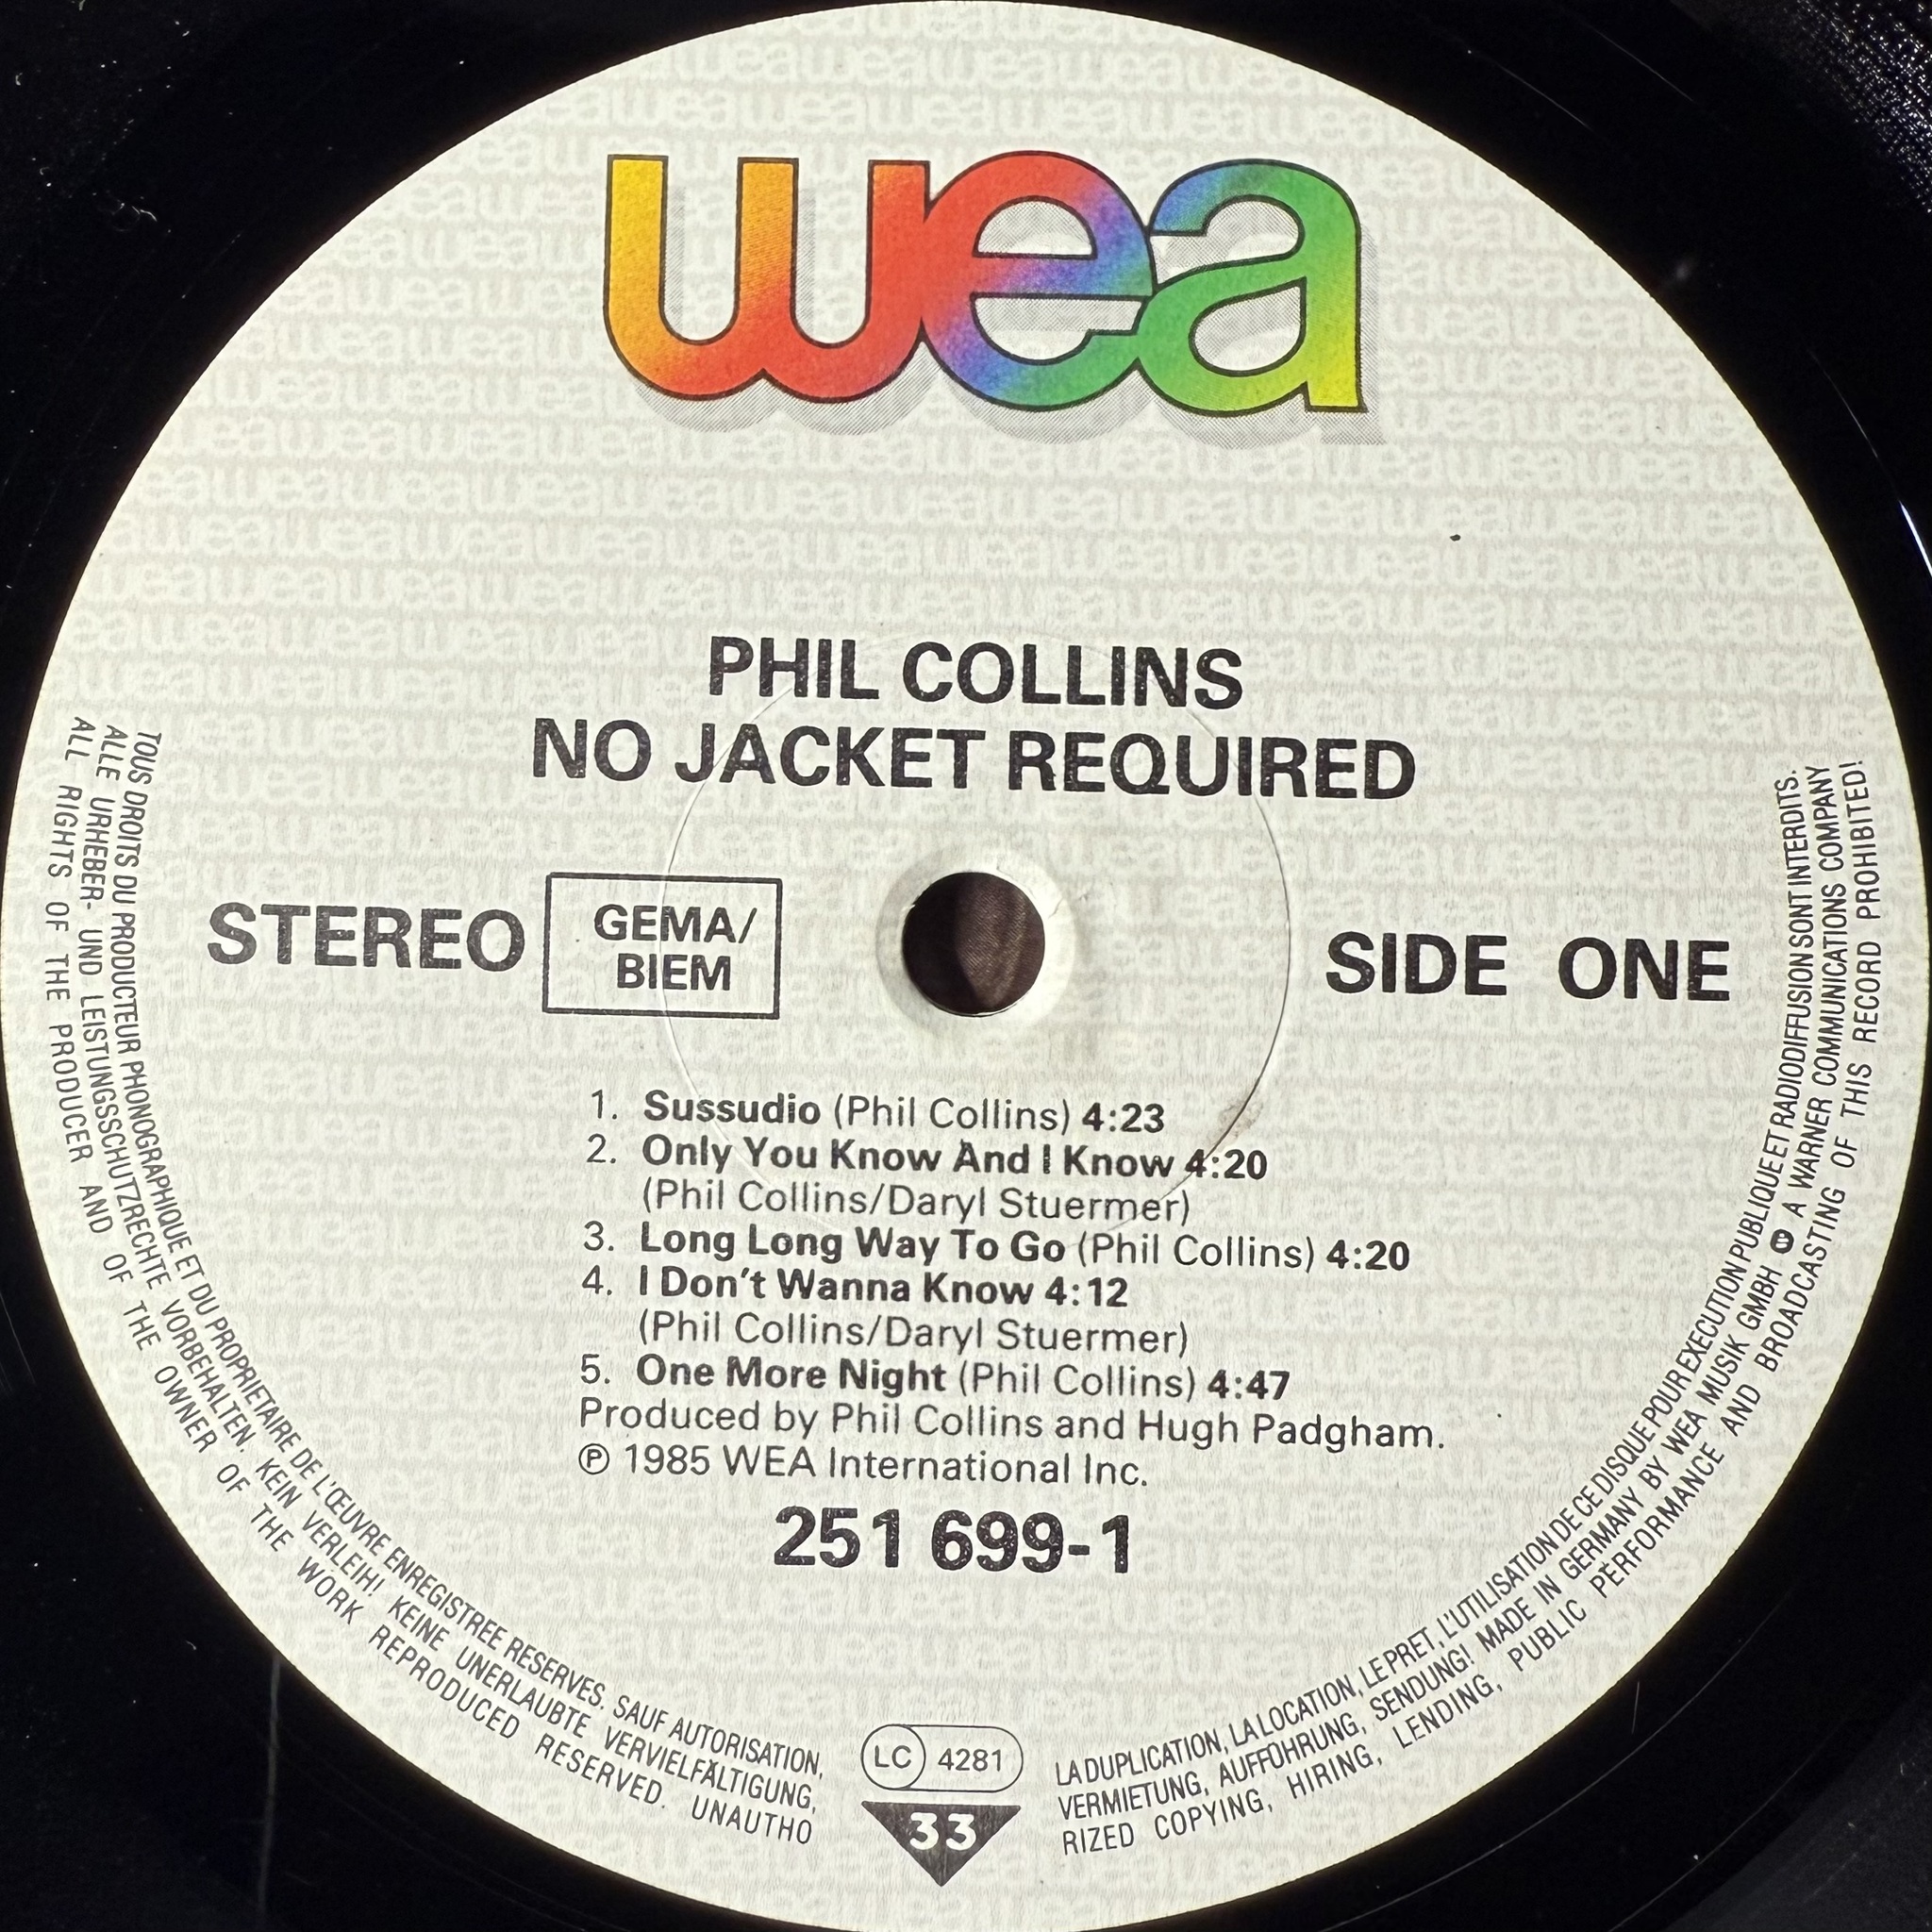 wea
PHIL COLLINS
NO JACKET REQUIRED
STEREO
GEMA/
BIEM
SIDE ONE
1. Sussudio (Phil Collins) 4:23
2. Only You Know And I Know 4:20
(Phil Collins/Daryl Stuermer)
3. Long Long Way To Go (Phil Collins) 4:20
4. I Don't Wanna Know 4:12
(Phil Collins/Daryl Stuermer)
5. One More Night (Phil Collins) 4:47
Produced by Phil Collins and Hugh Padgham.
℗ 1985 WEA International Inc.
251 699-1
LC 4281
33
TOUS DROITS DU PRODUCTEUR PHONOGRAPHIQUE ET DU PROPRIETAIRE DE L'ŒUVRE ENREGISTREE RESERVES. SAUF AUTORISATION, LA DUPLICATION, LA LOCATION, LE PRET, L'UTILISATION DE CE DISQUE POUR EXECUTION PUBLIQUE ET RADIODIFFUSION SONT INTERDITS.
ALLE URHEBER- UND LEISTUNGSSCHUTZRECHTE VORBEHALTEN. KEIN VERLEIH! KEINE UNERLAUBTE VERVIELFÄLTIGUNG, VERMIETUNG, AUFFÜHRUNG, SENDUNG! MADE IN GERMANY BY WEA MUSIK GMBH A WARNER COMMUNICATIONS COMPANY
ALL RIGHTS OF THE PRODUCER AND OF THE OWNER OF THE WORK REPRODUCED RESERVED. UNAUTHORIZED COPYING, HIRING, LENDING, PUBLIC PERFORMANCE AND BROADCASTING OF THIS RECORD PROHIBITED!